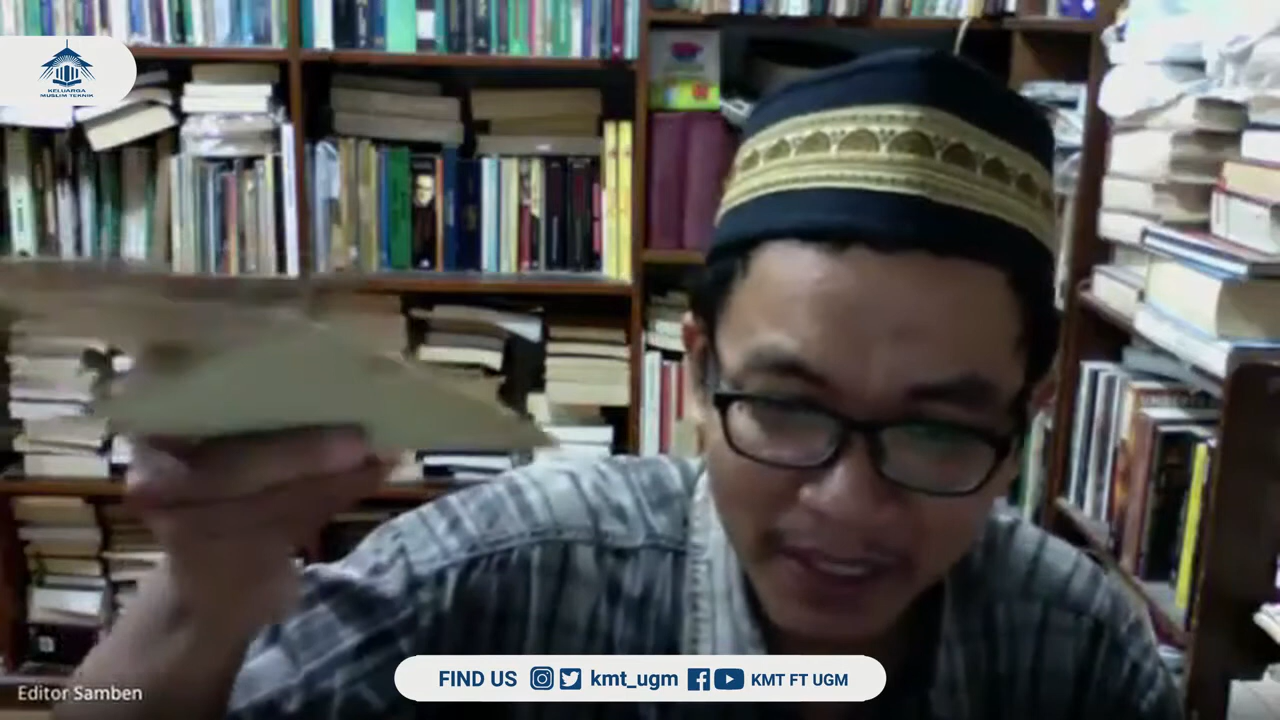 KELUARGA
MUSLIM TEKNIK
Editor Samben
FIND US kmt_ugm KMT FT UGM